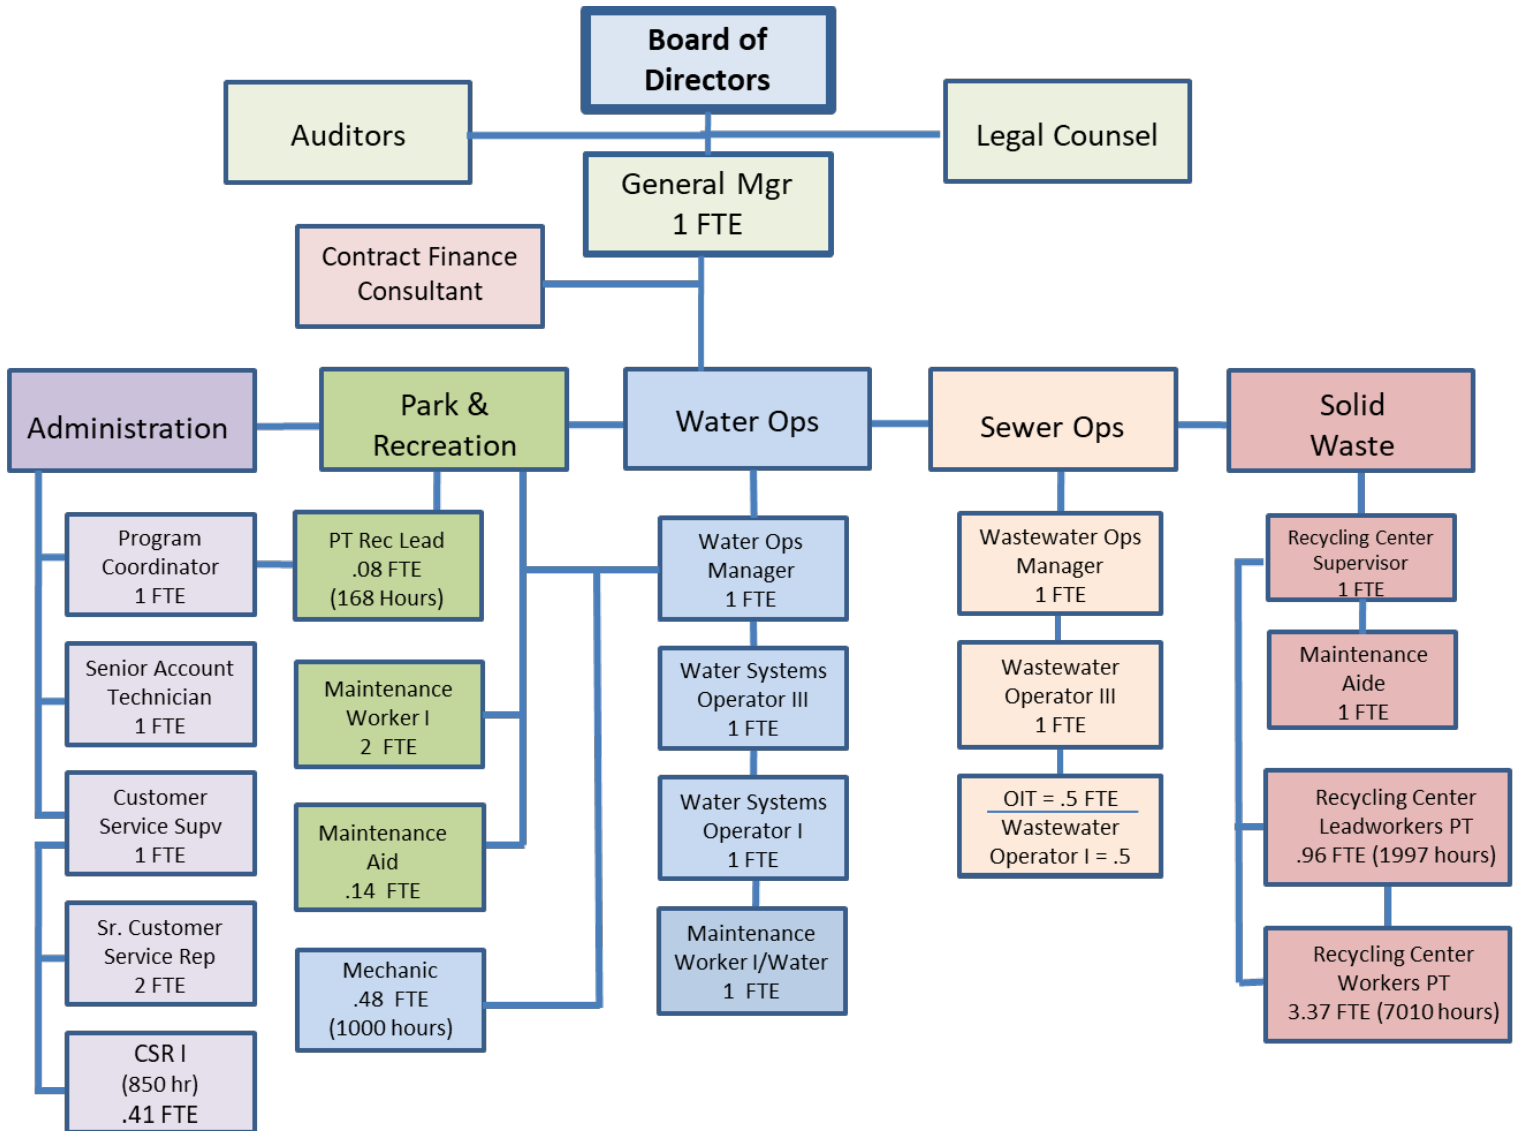 Board of
Directors
Auditors
Legal Counsel
General Mgr
1 FTE
Contract Finance
Consultant
Administration
Park &
Recreation
Water Ops
Sewer Ops
Solid
Waste
Program
Coordinator
1 FTE
Senior Account
Technician
1 FTE
Customer
Service Supv
1 FTE
Sr. Customer
Service Rep
2 FTE
CSR I
(850 hr)
.41 FTE
PT Rec Lead
.08 FTE
(168 Hours)
Maintenance
Worker I
2 FTE
Maintenance
Aid
.14 FTE
Mechanic
.48 FTE
(1000 hours)
Water Ops
Manager
1 FTE
Water Systems
Operator III
1 FTE
Water Systems
Operator I
1 FTE
Maintenance
Worker I/Water
1 FTE
Wastewater Ops
Manager
1 FTE
Wastewater
Operator III
1 FTE
OIT = .5 FTE
Wastewater
Operator I = .5
Recycling Center
Supervisor
1 FTE
Maintenance
Aide
1 FTE
Recycling Center
Leadworkers PT
.96 FTE (1997 hours)
Recycling Center
Workers PT
3.37 FTE (7010 hours)